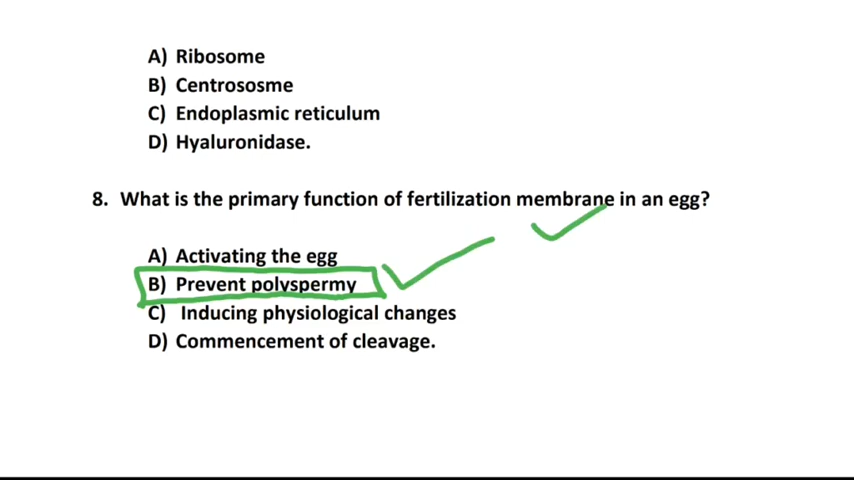 A) Ribosome
B) Centrososme
C) Endoplasmic reticulum
D) Hyaluronidase.
8. What is the primary function of fertilization membrane in an egg?
A) Activating the egg
B) Prevent polyspermy
C) Inducing physiological changes
D) Commencement of cleavage.